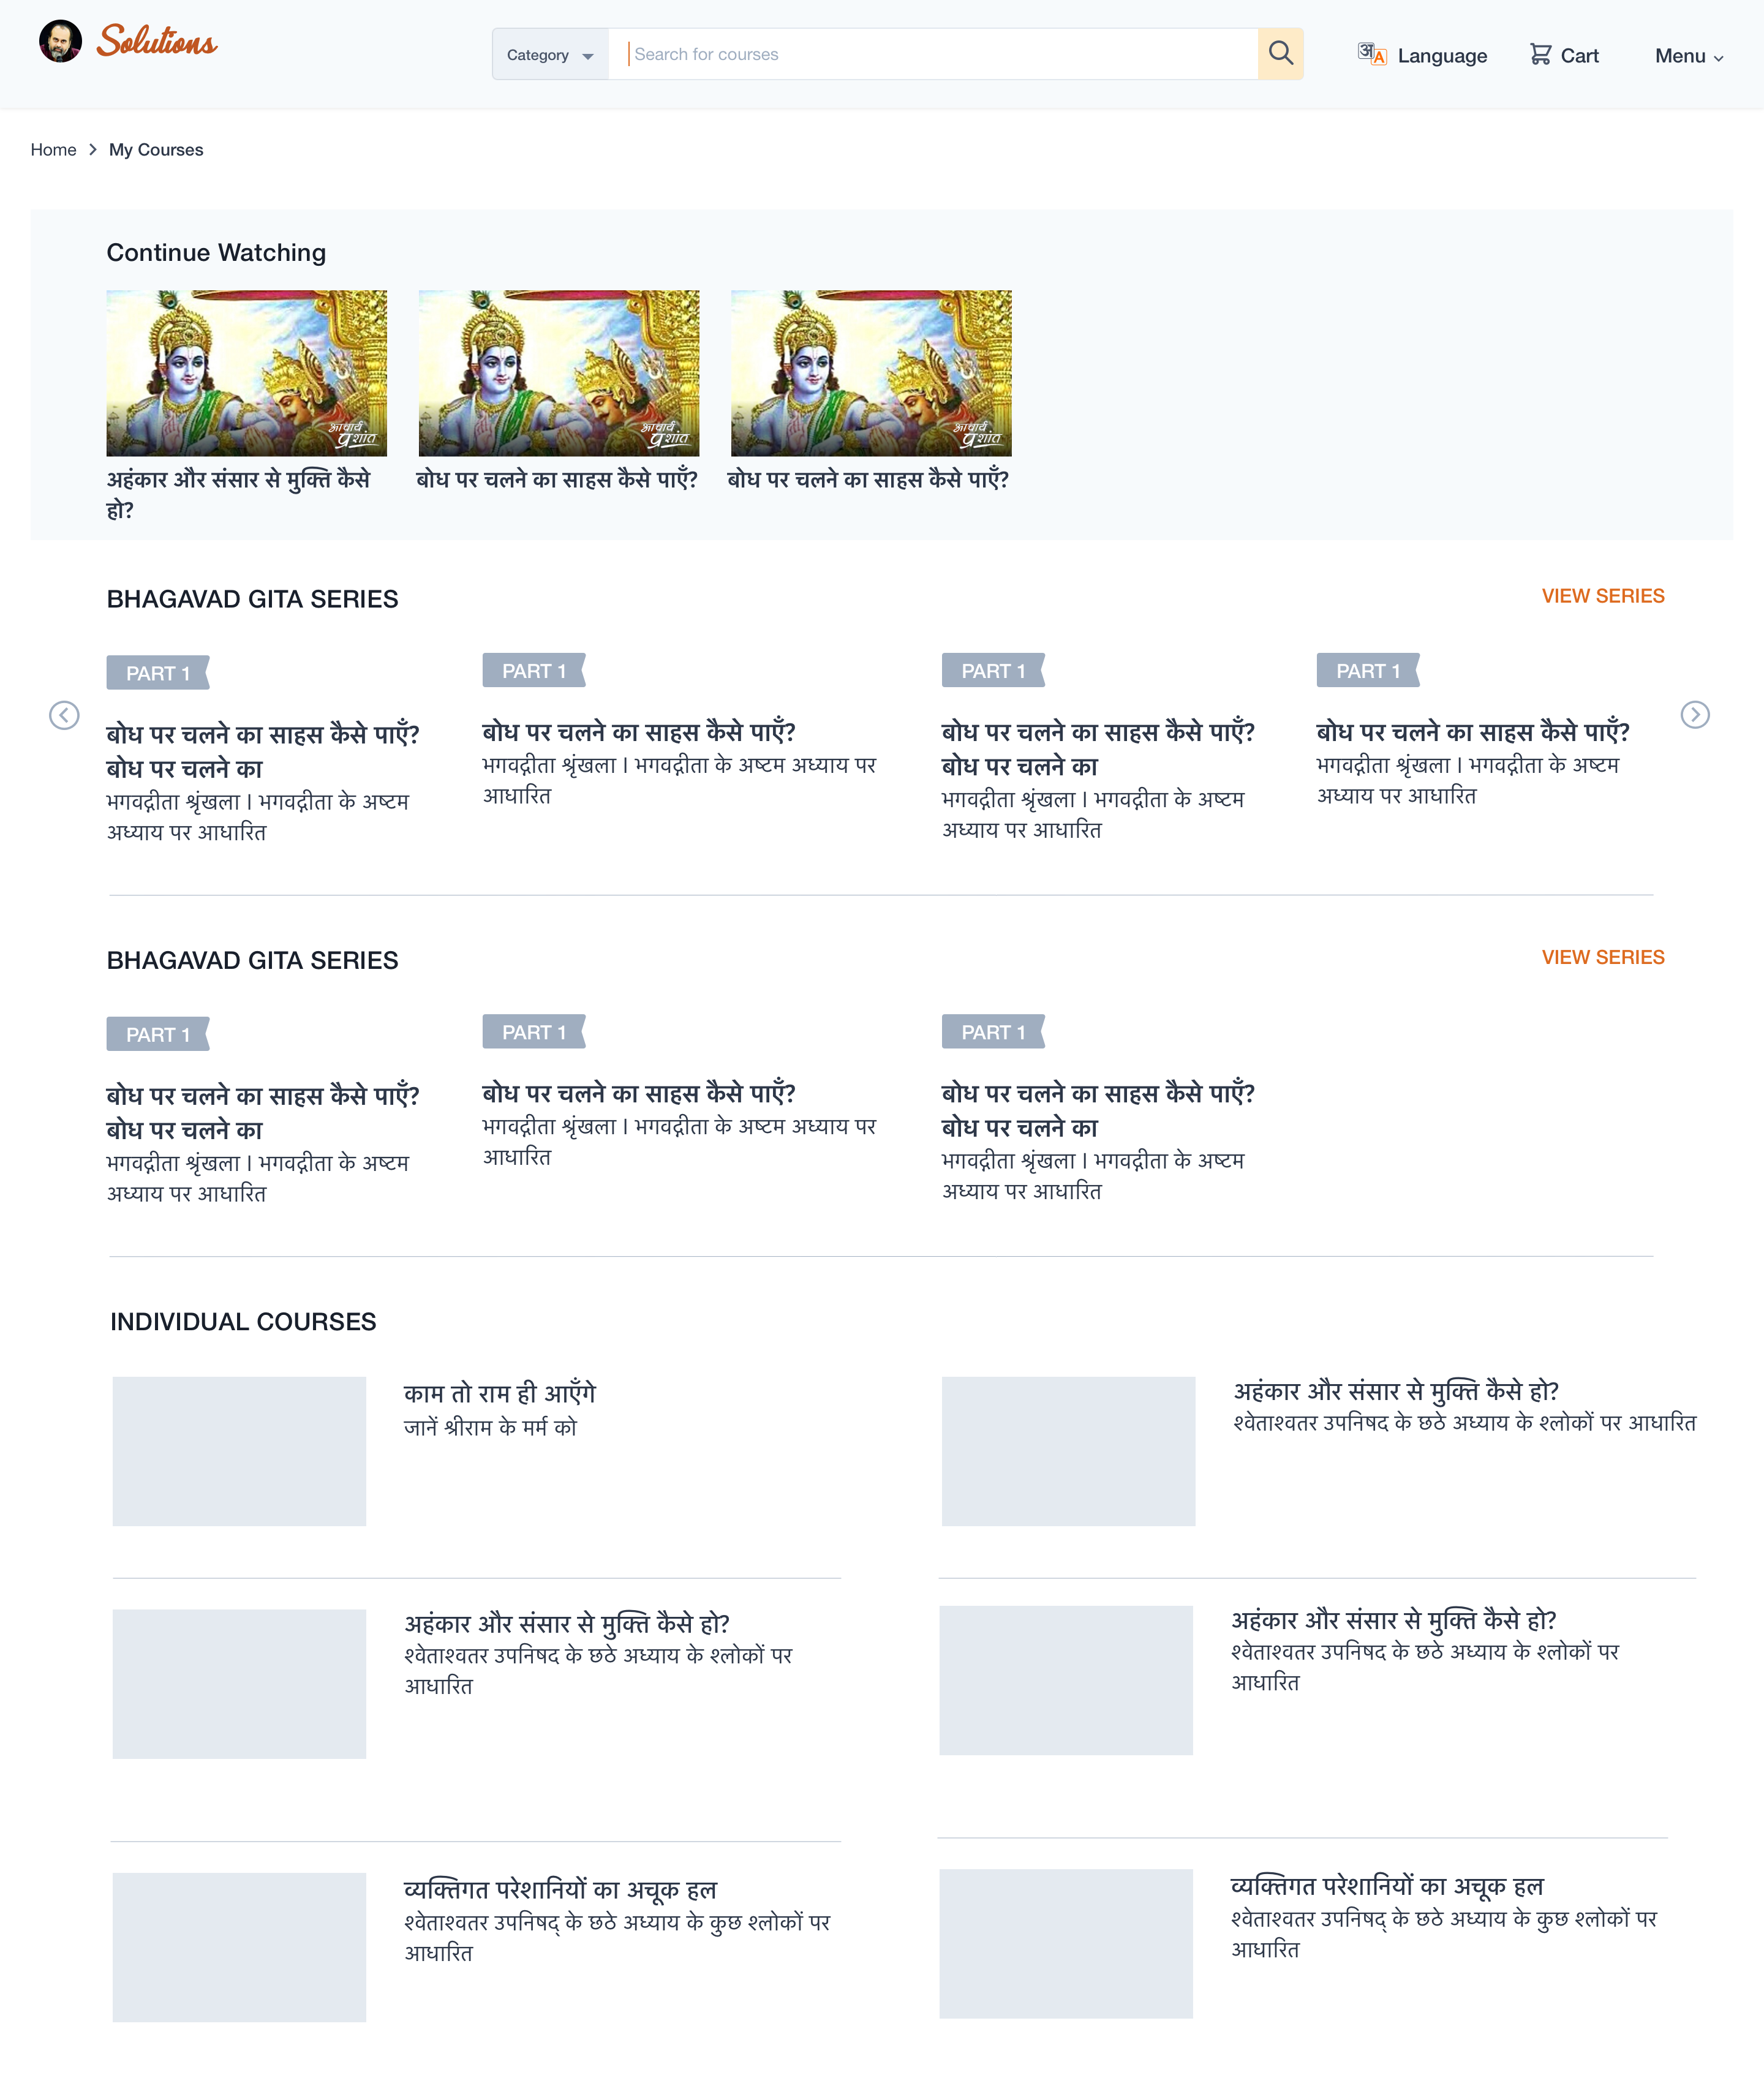 Solutions
Category
Search for courses
अ
A
Language
Cart
Menu
Home
My Courses
Continue Watching
आचार्य
प्रशांत
आचार्य
प्रशांत
आचार्य
प्रशांत
अहंकार और संसार से मुक्ति कैसे
हो?
बोध पर चलने का साहस कैसे पाएँ?
बोध पर चलने का साहस कैसे पाएँ?
BHAGAVAD GITA SERIES
VIEW SERIES
PART 1
बोध पर चलने का साहस कैसे पाएँ?
बोध पर चलने का
भगवद्गीता श्रृंखला | भगवद्गीता के अष्टम
अध्याय पर आधारित
PART 1
बोध पर चलने का साहस कैसे पाएँ?
भगवद्गीता श्रृंखला | भगवद्गीता के अष्टम अध्याय पर
आधारित
PART 1
बोध पर चलने का साहस कैसे पाएँ?
बोध पर चलने का
भगवद्गीता श्रृंखला | भगवद्गीता के अष्टम
अध्याय पर आधारित
PART 1
बोध पर चलने का साहस कैसे पाएँ?
भगवद्गीता श्रृंखला | भगवद्गीता के अष्टम
अध्याय पर आधारित
BHAGAVAD GITA SERIES
VIEW SERIES
PART 1
बोध पर चलने का साहस कैसे पाएँ?
बोध पर चलने का
भगवद्गीता श्रृंखला | भगवद्गीता के अष्टम
अध्याय पर आधारित
PART 1
बोध पर चलने का साहस कैसे पाएँ?
भगवद्गीता श्रृंखला | भगवद्गीता के अष्टम अध्याय पर
आधारित
PART 1
बोध पर चलने का साहस कैसे पाएँ?
बोध पर चलने का
भगवद्गीता श्रृंखला | भगवद्गीता के अष्टम
अध्याय पर आधारित
INDIVIDUAL COURSES
काम तो राम ही आएँगे
जानें श्रीराम के मर्म को
अहंकार और संसार से मुक्ति कैसे हो?
श्वेताश्वतर उपनिषद के छठे अध्याय के श्लोकों पर आधारित
अहंकार और संसार से मुक्ति कैसे हो?
श्वेताश्वतर उपनिषद के छठे अध्याय के श्लोकों पर
आधारित
अहंकार और संसार से मुक्ति कैसे हो?
श्वेताश्वतर उपनिषद के छठे अध्याय के श्लोकों पर
आधारित
व्यक्तिगत परेशानियों का अचूक हल
श्वेताश्वतर उपनिषद् के छठे अध्याय के कुछ श्लोकों पर
आधारित
व्यक्तिगत परेशानियों का अचूक हल
श्वेताश्वतर उपनिषद् के छठे अध्याय के कुछ श्लोकों पर
आधारित